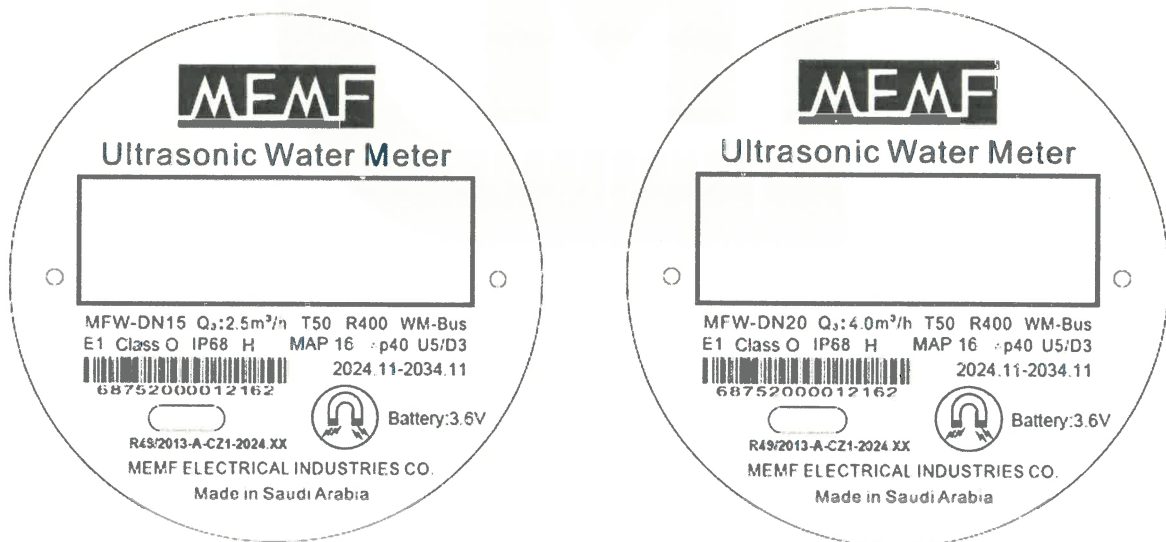 MEMF
Ultrasonic Water Meter
MFW-DN15 Q₃:2.5m³/h T50 R400 WM-Bus
E1 Class O IP68 H MAP 16 p40 U5/D3
2024.11-2034.11
68752000012162
Battery:3.6V
R49/2013-A-CZ1-2024.XX
MEMF ELECTRICAL INDUSTRIES CO.
Made in Saudi Arabia
MEMF
Ultrasonic Water Meter
MFW-DN20 Q₃:4.0m³/h T50 R400 WM-Bus
E1 Class O IP68 H MAP 16 p40 U5/D3
2024.11-2034.11
68752000012162
Battery:3.6V
R49/2013-A-CZ1-2024.XX
MEMF ELECTRICAL INDUSTRIES CO.
Made in Saudi Arabia